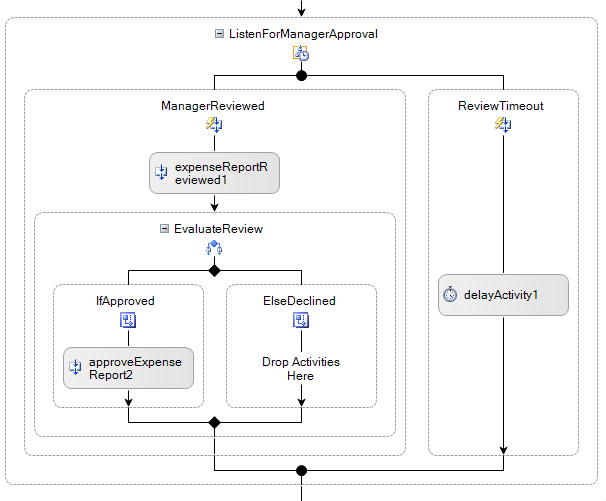 ListenForManagerApproval
ManagerReviewed
ReviewTimeout
expenseReportR
eviewed1
EvaluateReview
IfApproved
ElseDeclined
delayActivity1
approveExpense
Report2
Drop Activities
Here